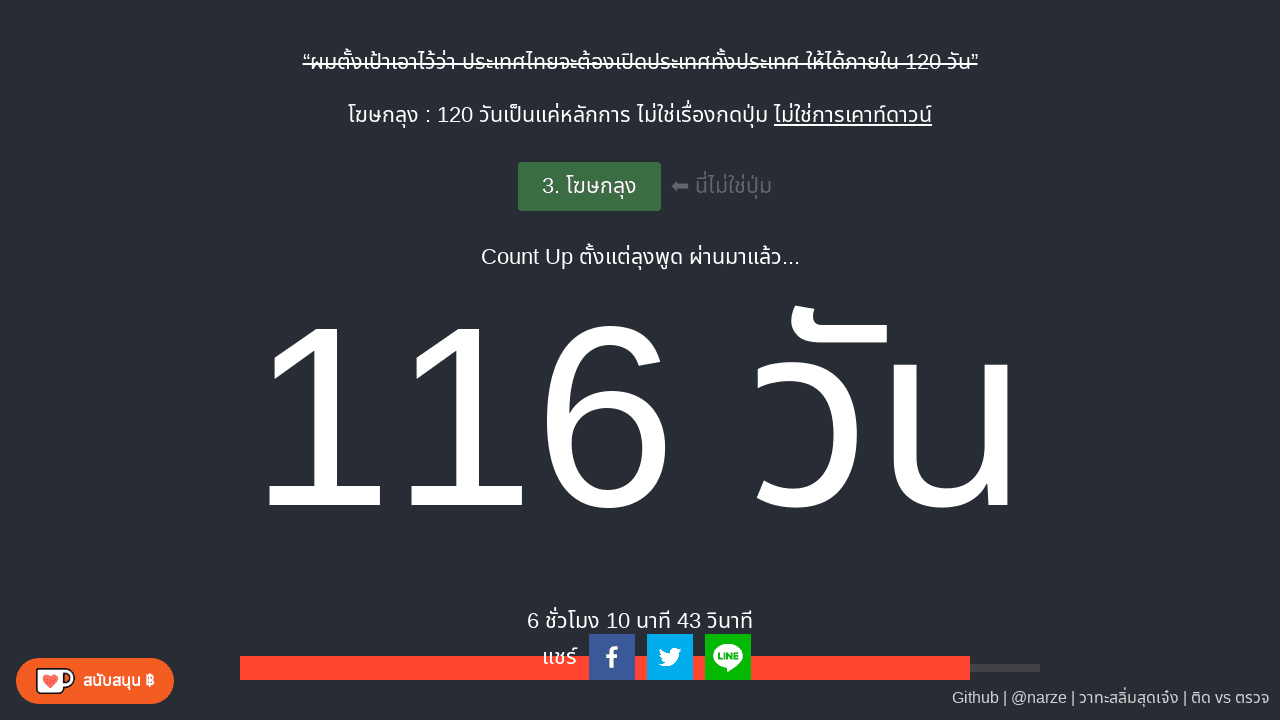 “ผมตั้งเป้าเอาไว้ว่า ประเทศไทยจะต้องเปิดประเทศทั้งประเทศ ให้ได้ภายใน 120 วัน”
โฆษกลุง : 120 วันเป็นแค่หลักการ ไม่ใช่เรื่องกดปุ่ม ไม่ใช่การเคาท์ดาวน์
3. โฆษกลุง ⬅ นี่ไม่ใช่ปุ่ม
Count Up ตั้งแต่ลุงพูด ผ่านมาแล้ว...
116 วัน
6 ชั่วโมง 10 นาที 43 วินาที
แชร์ LINE
สนับสนุน ฿
Github | @narze | วาทะสลิ่มสุดเจ๋ง | ติด vs ตรวจ